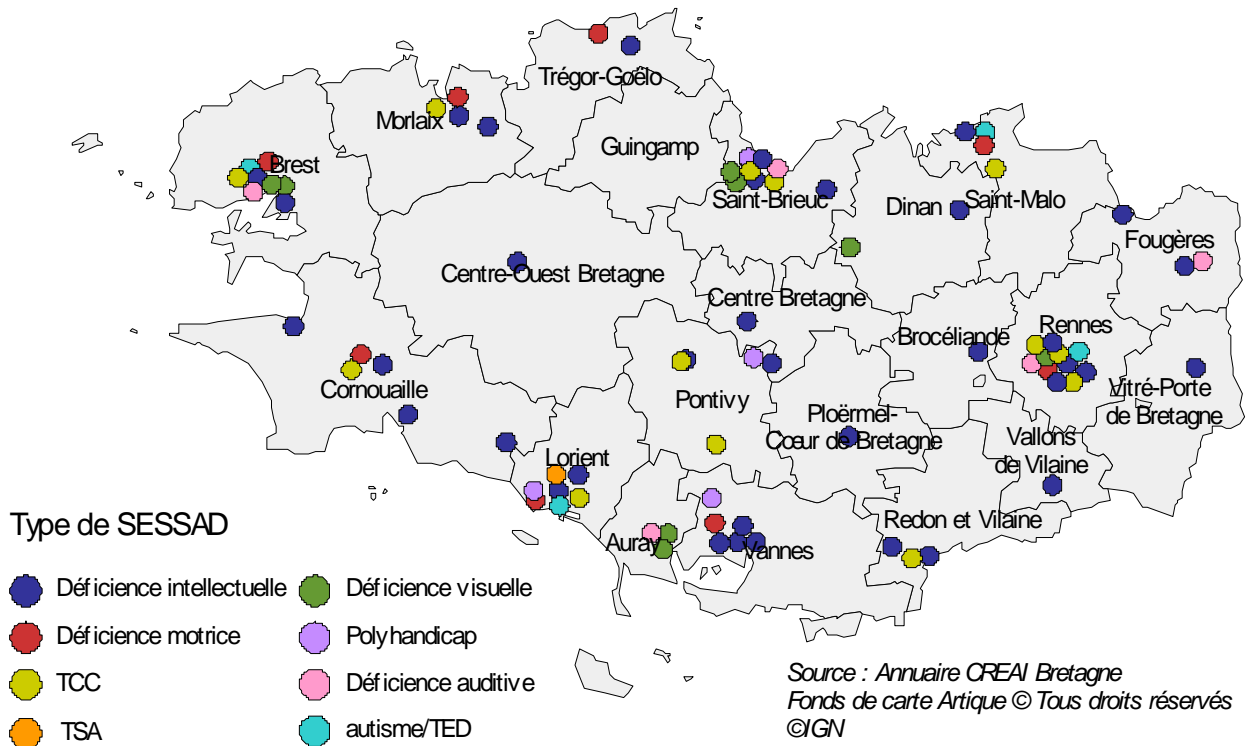 Trégor-Goëlo
Morlaix
Guingamp
Brest
Saint-Brieuc
Dinan
Saint-Malo
Fougères
Centre-Ouest Bretagne
Centre Bretagne
Brocéliande
Rennes
Cornouaille
Pontivy
Ploërmel-
Cœur de Bretagne
Vitré-Porte
de Bretagne
Vallons
de Vilaine
Lorient
Redon et Vilaine
Auray
Vannes
Type de SESSAD
Déficience intellectuelle
Déficience visuelle
Déficience motrice
Polyhandicap
TCC
Déficience auditive
TSA
autisme/TED
Source : Annuaire CREAI Bretagne
Fonds de carte Artique © Tous droits réservés
©IGN